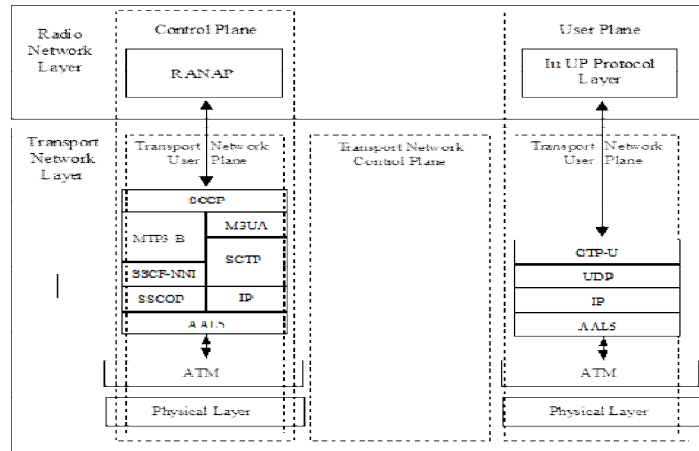 Radio
Network
Layer
Control Plane
User Plane
RANAP
Iu UP Protocol
Layer
Transport
Network
Layer
Transport Network
User Plane
Transport Network
Control Plane
Transport Network
User Plane
SCCP
MTP3-B
M3UA
SCTP
SSCF-NNI
SSCOP
IP
AAL5
GTP-U
UDP
IP
AAL5
ATM
ATM
Physical Layer
Physical Layer